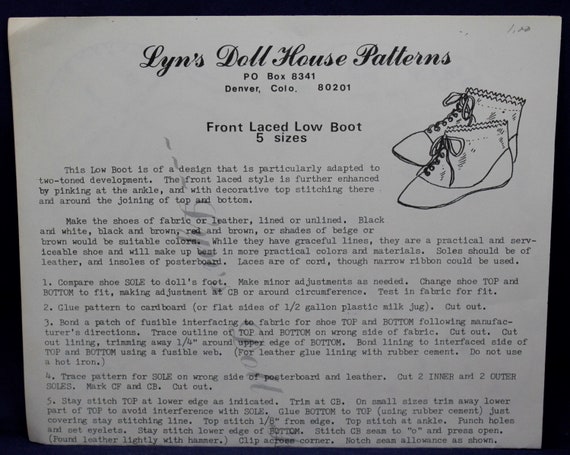 1.00
Lyn's Doll House Patterns
PO Box 8341
Denver, Colo. 80201
Front Laced Low Boot
5 sizes
This Low Boot is of a design that is particularly adapted to
two-toned development. The front laced style is further enhanced
by pinking at the ankle, and with decorative top stitching there
and around the joining of top and bottom.
Make the shoes of fabric or leather, lined or unlined. Black
and white, black and brown, red and brown, or shades of beige or
brown would be suitable colors. While they have graceful lines, they are a practical and serv-
iceable shoe and will make up best in more practical colors and materials. Soles should be of
leather, and insoles of posterboard. Laces are of cord, though narrow ribbon could be used.
1. Compare shoe SOLE to doll's foot. Make minor adjustments as needed. Change shoe TOP and
BOTTOM to fit, making adjustment at CB or around circumference. Test in fabric for fit.
2. Glue pattern to cardboard (or flat sides of 1/2 gallon plastic milk jug). Cut out.
3. Bond a patch of fusible interfacing to fabric for shoe TOP and BOTTOM following manufac-
turer's directions. Trace outline of TOP and BOTTOM on wrong side of fabric. Cut out. Cut
out lining, trimming away 1/4" around upper edge of BOTTOM. Bond lining to interfaced side of
TOP and BOTTOM using a fusible web. (For leather glue lining with rubber cement. Do not use
a hot iron.)
4. Trace pattern for SOLE on wrong side of posterboard and leather. Cut 2 INNER and 2 OUTER
SOLES. Mark CF and CB. Cut out.
5. Stay stitch TOP at lower edge as indicated. Trim at CB. On small sizes trim away lower
part of TOP to avoid interference with SOLE. Glue BOTTOM to TOP (using rubber cement) just
covering stay stitching line. Top stitch 1/8" from edge. Top stitch at ankle. Punch holes
and set eyelets. Stay stitch lower edge of BOTTOM. Stitch CB seam to "o" and press open.
(Pound leather lightly with hammer.) Clip across corner. Notch seam allowance as shown.